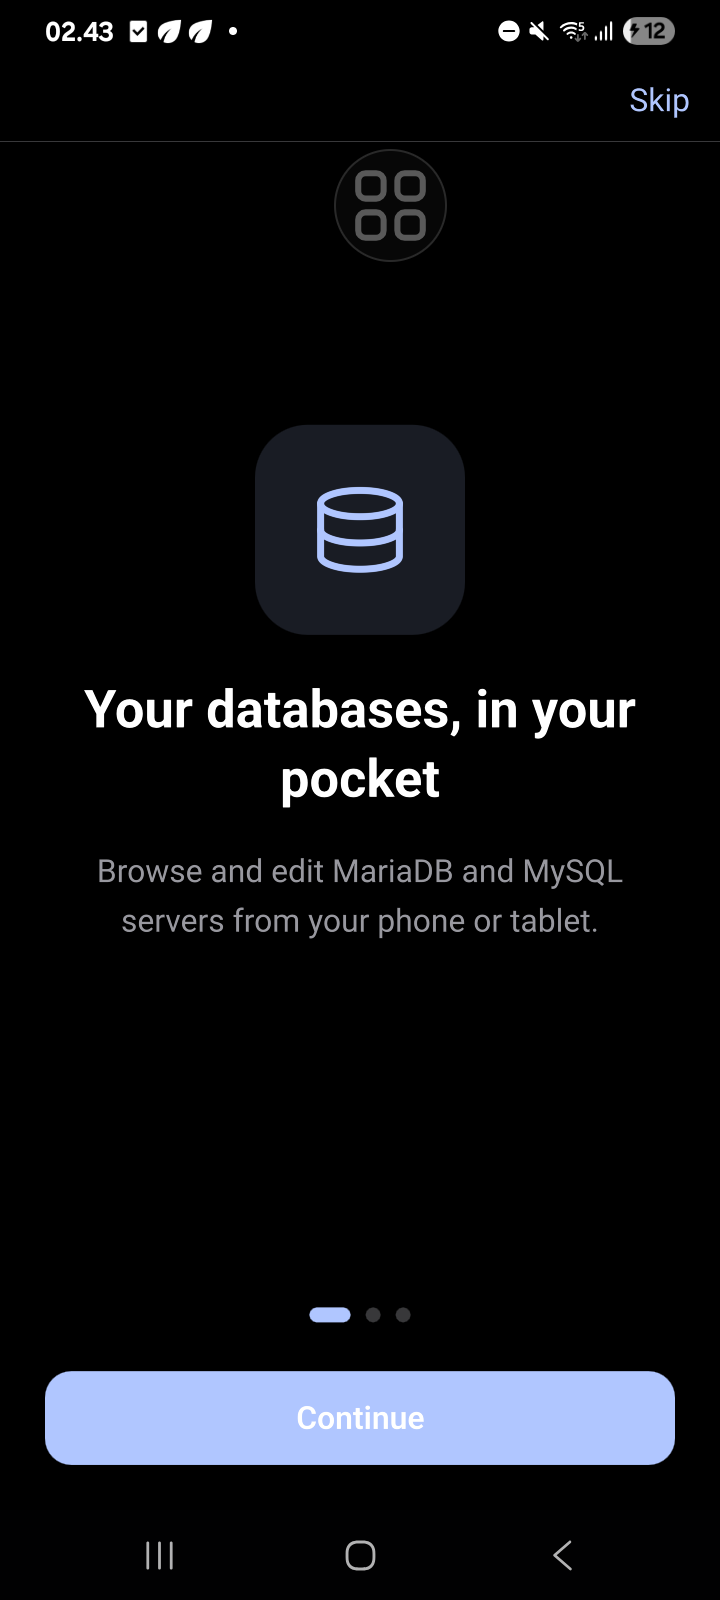 02.43
5
12
Skip
Your databases, in your
pocket
Browse and edit MariaDB and MySQL
servers from your phone or tablet.
Continue